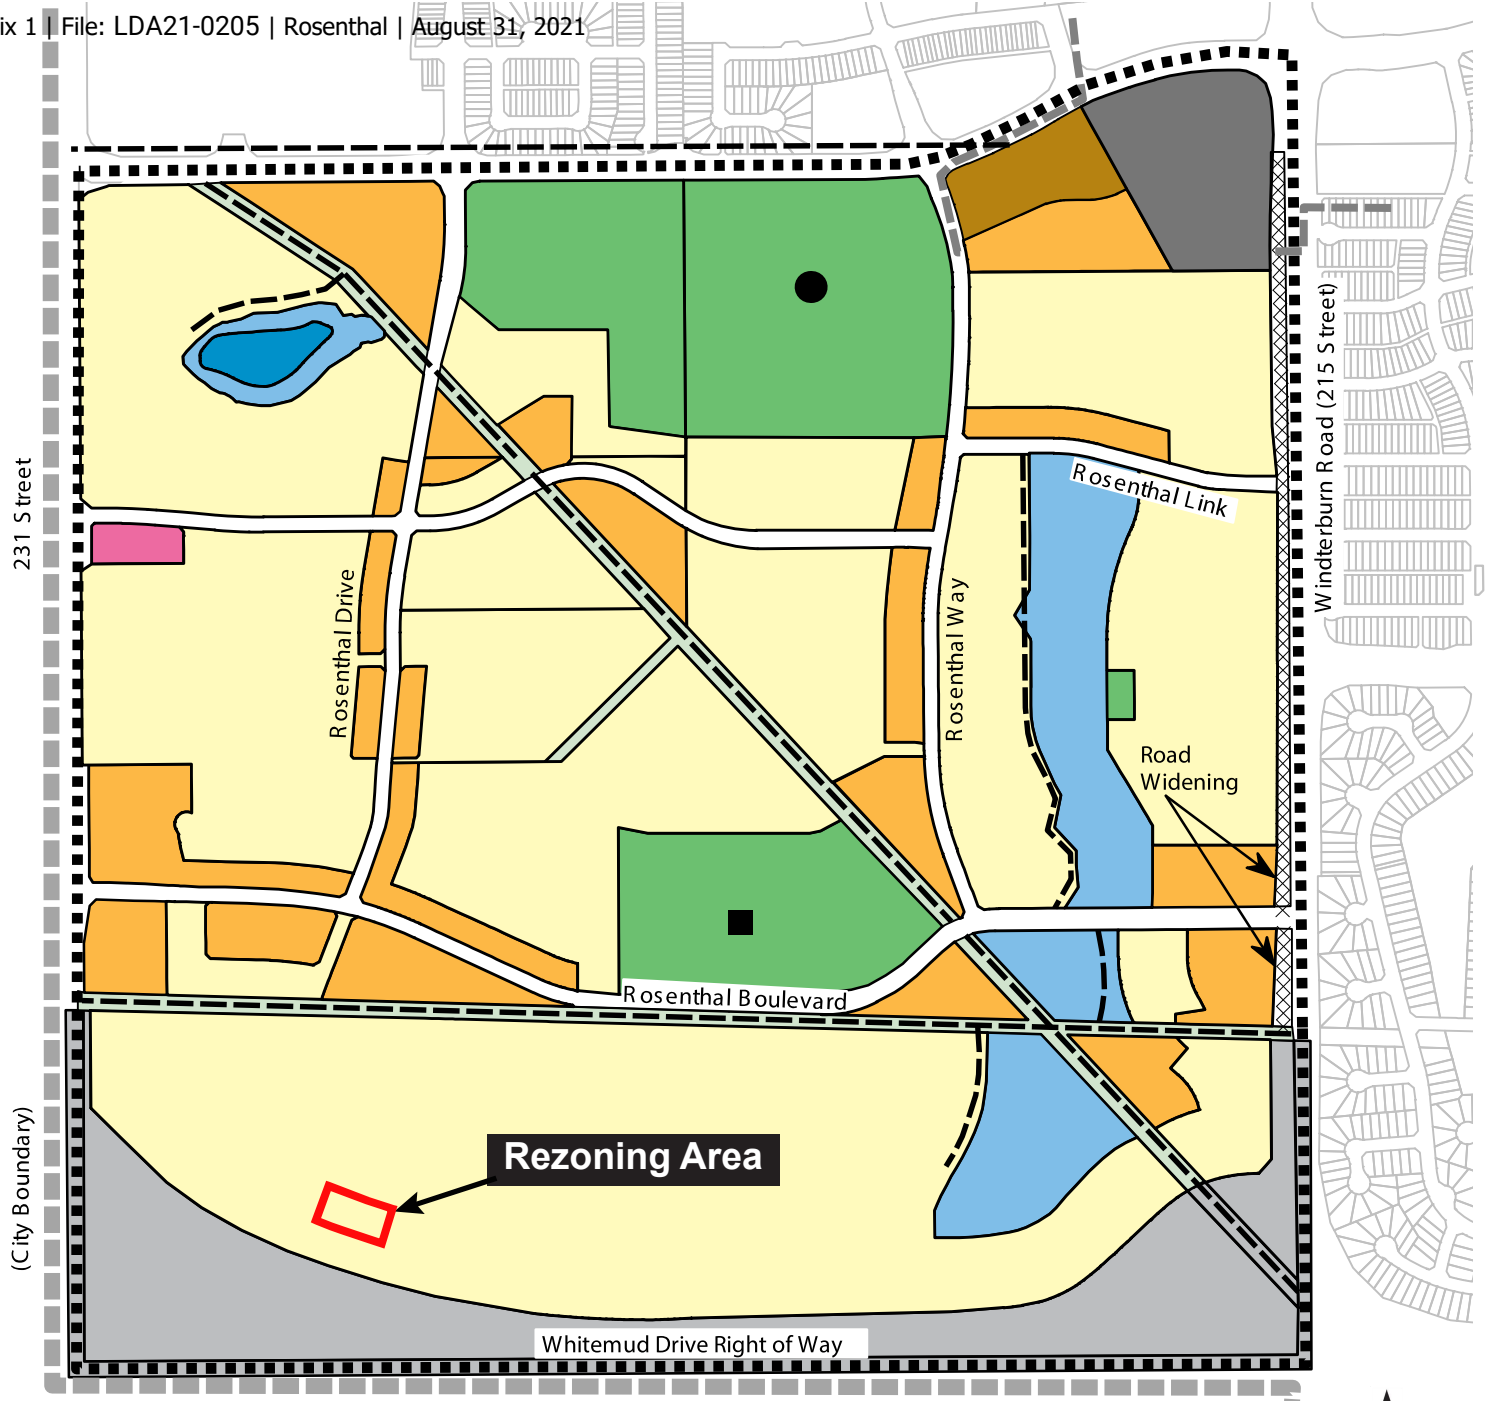 ix 1 | File: LDA21-0205 | Rosenthal | August 31, 2021
231 Street
Windterburn Road (215 Street)
Rosenthal Link
Rosenthal Drive
Rosenthal Way
Road
Widening
Rosenthal Boulevard
(City Boundary)
Rezoning Area
Whitemud Drive Right of Way